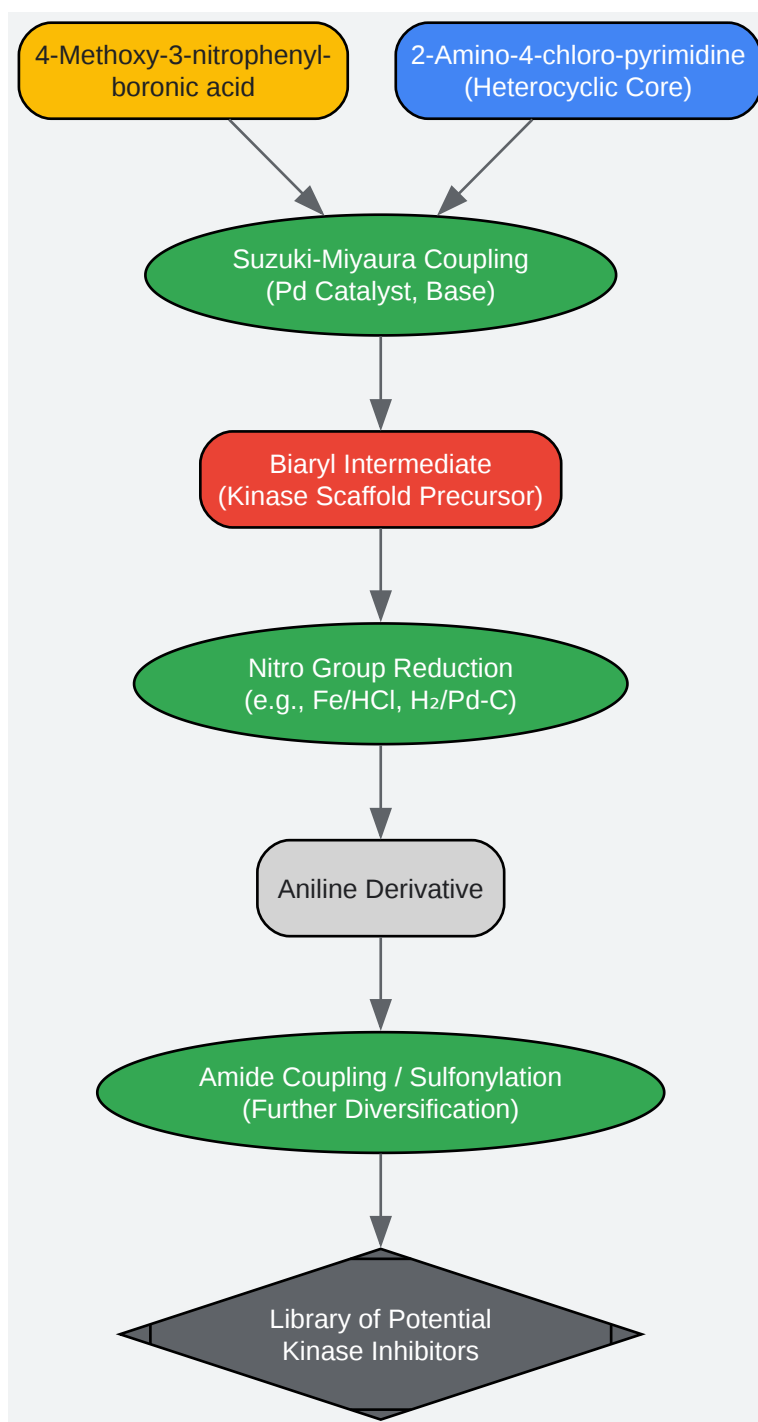 4-Methoxy-3-nitrophenyl-
boronic acid
2-Amino-4-chloro-pyrimidine
(Heterocyclic Core)
Suzuki-Miyaura Coupling
(Pd Catalyst, Base)
Biaryl Intermediate
(Kinase Scaffold Precursor)
Nitro Group Reduction
(e.g., Fe/HCl, H₂/Pd-C)
Aniline Derivative
Amide Coupling / Sulfonylation
(Further Diversification)
Library of Potential
Kinase Inhibitors